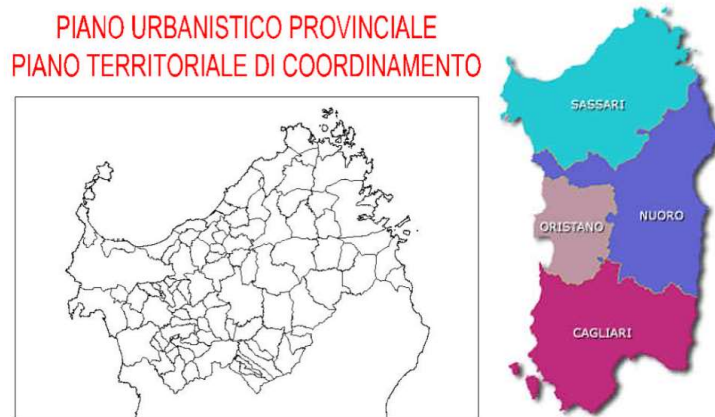 PIANO URBANISTICO PROVINCIALE
PIANO TERRITORIALE DI COORDINAMENTO
SASSARI
NUORO
ORISTANO
CAGLIARI